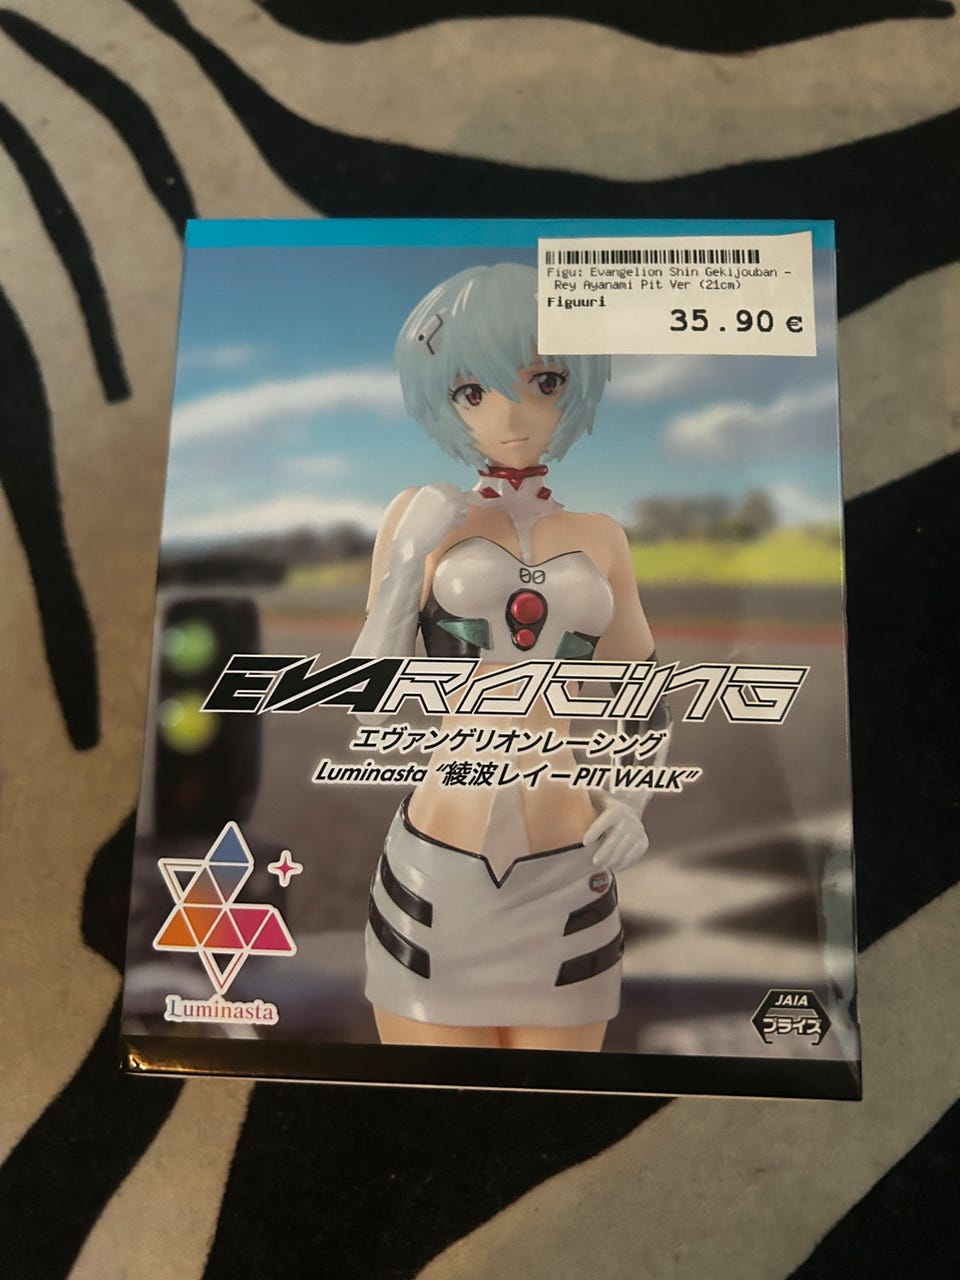 Figu: Evangelion Shin Gekijouban -
Rey Ayanami Pit Ver (21cm)
Figuuri
35.90 €
00
EVARACING
エヴァンゲリオンレーシング
Luminasta “綾波レイーPIT WALK”
Luminasta
JAIA
プライズ